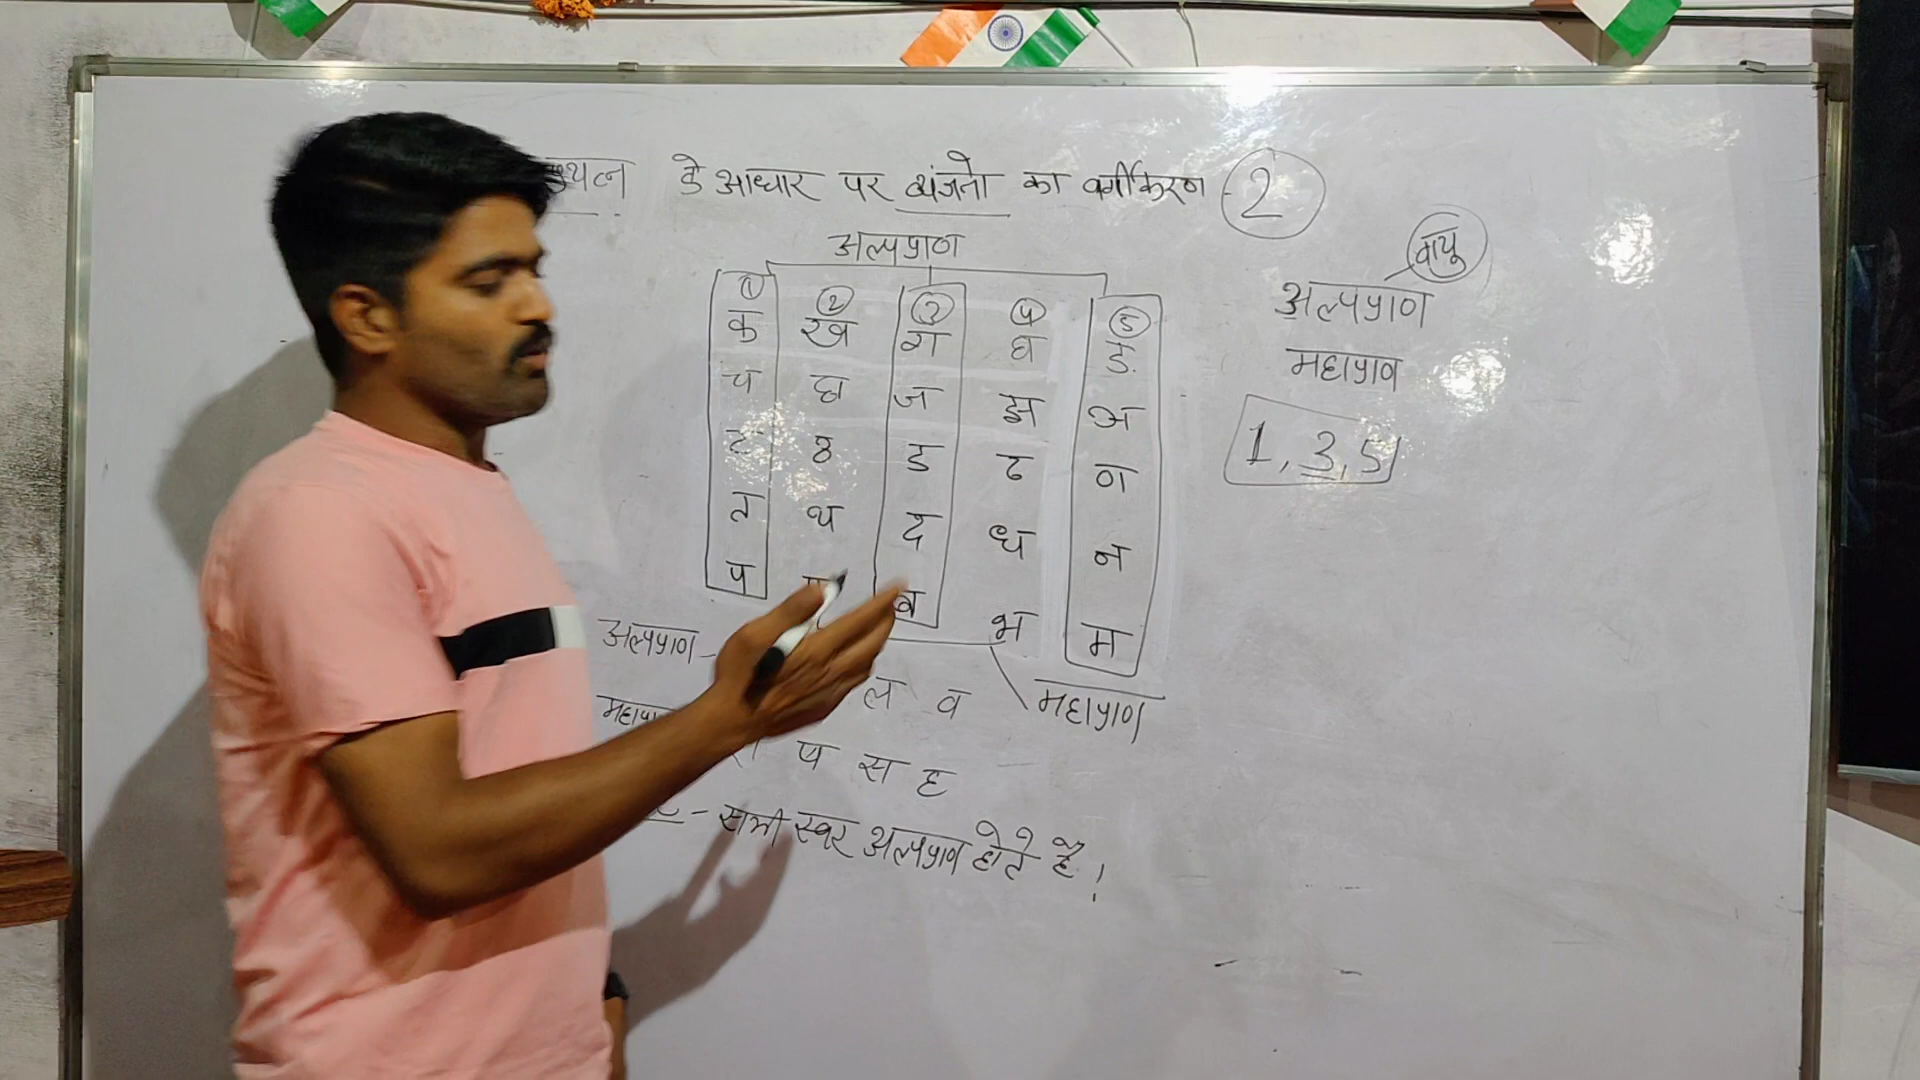 के आधार पर व्यंजनो का वर्गीकरण - 2
अल्पप्राण
① ② ③ ④ ⑤
क ख ग घ ङ
च छ ज झ ञ
ट ठ ड ढ ण
त थ द ध न
प ब भ म
वायु
अल्पप्राण
महाप्राण
1, 3, 5
अल्पप्राण - ल व
महाप्राण
ष स ह
- सभी स्वर अल्पप्राण होते है !